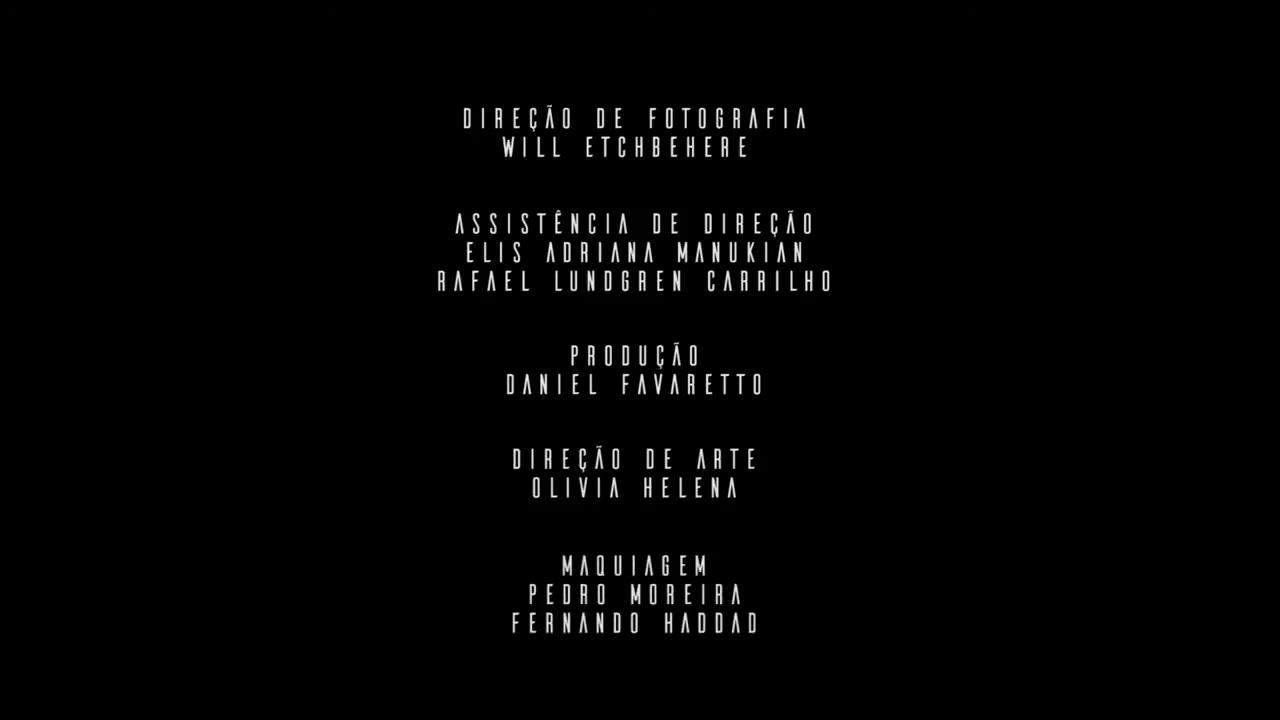 DIREÇÃO DE FOTOGRAFIA
WILL ETCHBEHERE
ASSISTÊNCIA DE DIREÇÃO
ELIS ADRIANA MANUKIAN
RAFAEL LUNDGREN CARRILHO
PRODUÇÃO
DANIEL FAVARETTO
DIREÇÃO DE ARTE
OLIVIA HELENA
MAQUIAGEM
PEDRO MOREIRA
FERNANDO HADDAD